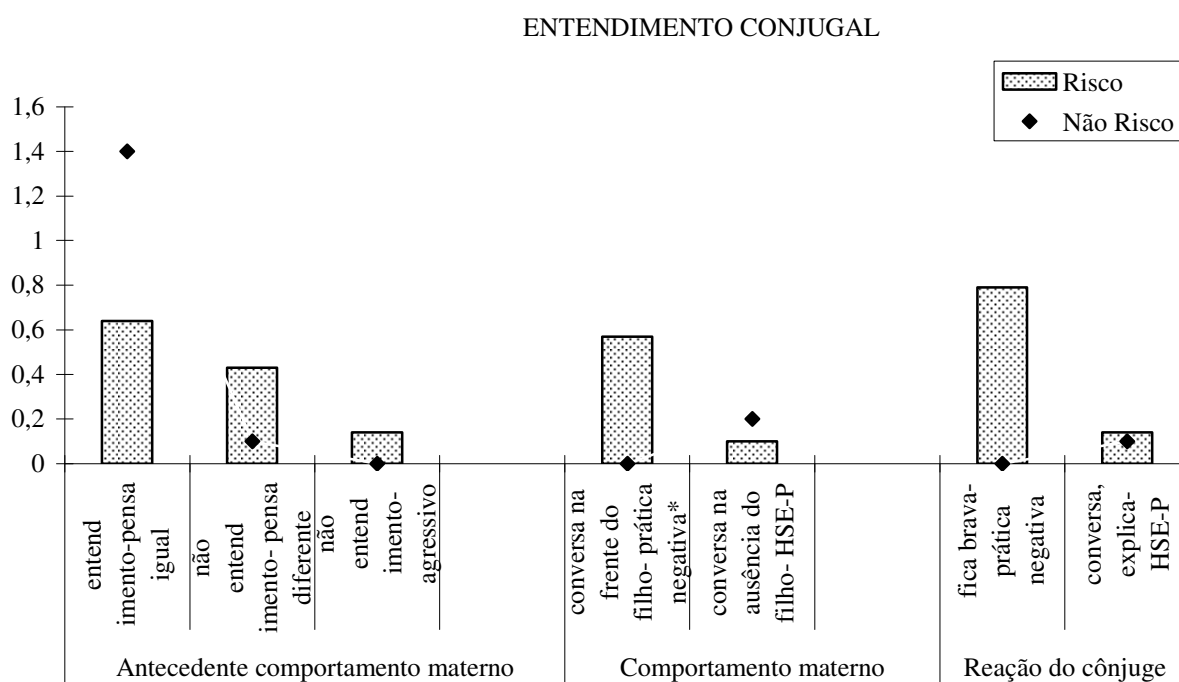 ENTENDIMENTO CONJUGAL
Risco
Não Risco
1,6
1,4
1,2
1
0,8
0,6
0,4
0,2
0
entend
imento-pensa
igual
não
entend
imento- pensa
diferente
não
entend
imento-
agressivo
conversa na
frente do
filho- prática
negativa*
conversa na
ausência do
filho- HSE-P
fica brava-
prática
negativa
conversa,
explica-
HSE-P
Antecedente comportamento materno
Comportamento materno
Reação do cônjuge